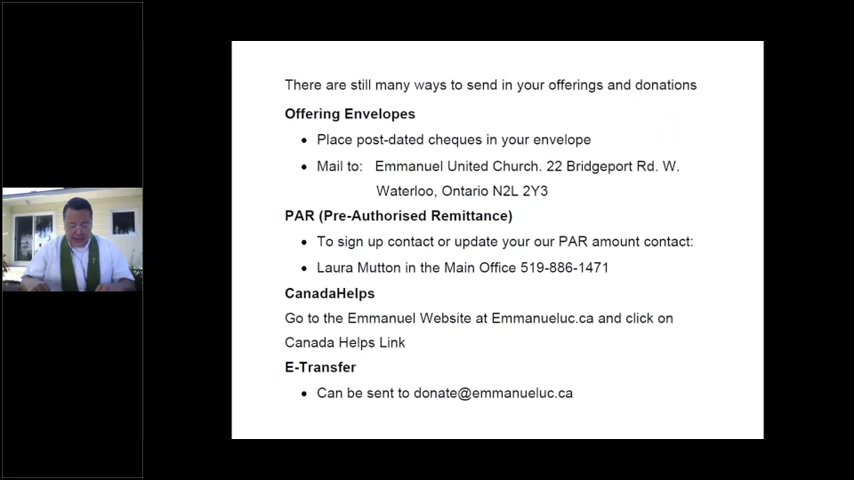 There are still many ways to send in your offerings and donations
Offering Envelopes
• Place post-dated cheques in your envelope
• Mail to: Emmanuel United Church. 22 Bridgeport Rd. W.
Waterloo, Ontario N2L 2Y3
PAR (Pre-Authorised Remittance)
• To sign up contact or update your our PAR amount contact:
• Laura Mutton in the Main Office 519-886-1471
CanadaHelps
Go to the Emmanuel Website at Emmanueluc.ca and click on
Canada Helps Link
E-Transfer
• Can be sent to donate@emmanueluc.ca